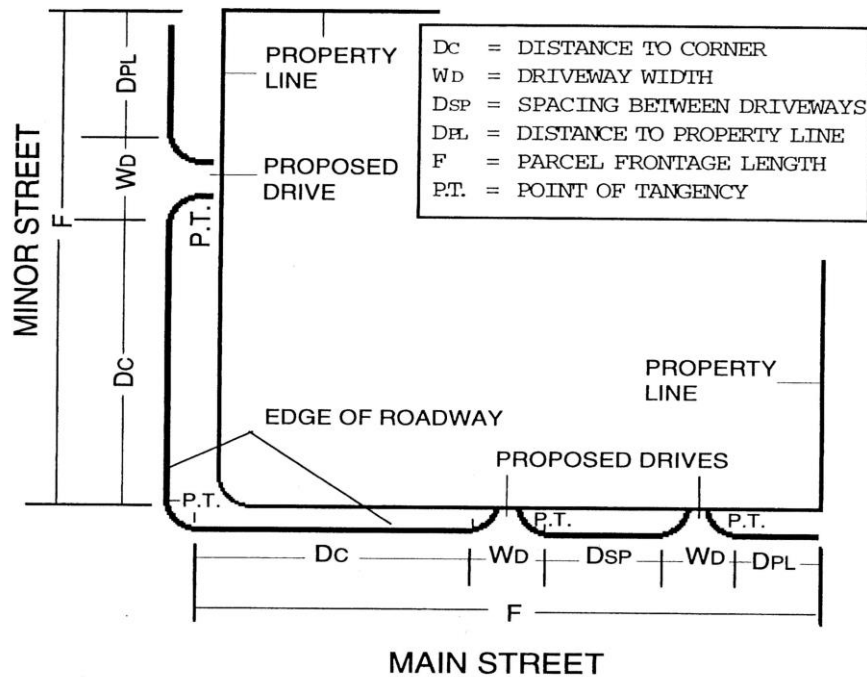 PROPERTY
LINE
DC = DISTANCE TO CORNER
WD = DRIVEWAY WIDTH
DSP = SPACING BETWEEN DRIVEWAYS
DPL = DISTANCE TO PROPERTY LINE
F = PARCEL FRONTAGE LENGTH
P.T. = POINT OF TANGENCY
DPL
WD
PROPOSED
DRIVE
P.T.
F
MINOR STREET
DC
PROPERTY
LINE
EDGE OF ROADWAY
PROPOSED DRIVES
P.T.
P.T.
P.T.
DC
WD
DSP
WD
DPL
F
MAIN STREET